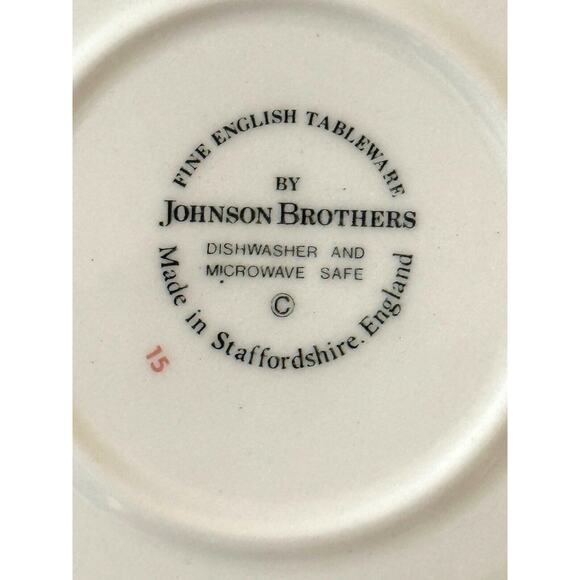 FINE ENGLISH TABLEWARE
BY
JOHNSON BROTHERS
DISHWASHER AND
MICROWAVE SAFE
©
Made in Staffordshire. England
15